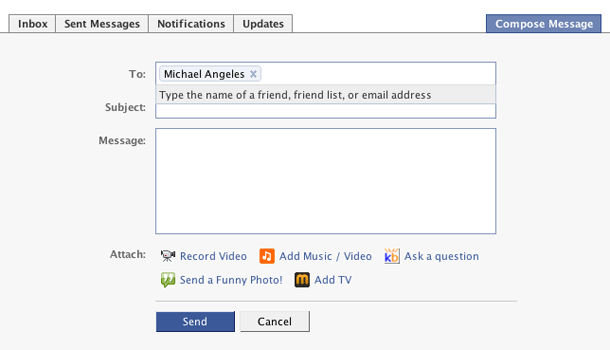 Inbox Sent Messages Notifications Updates Compose Message
To: Michael Angeles x
Type the name of a friend, friend list, or email address
Subject:
Message:
Attach: Record Video Add Music / Video kb Ask a question
Send a Funny Photo! m Add TV
Send Cancel